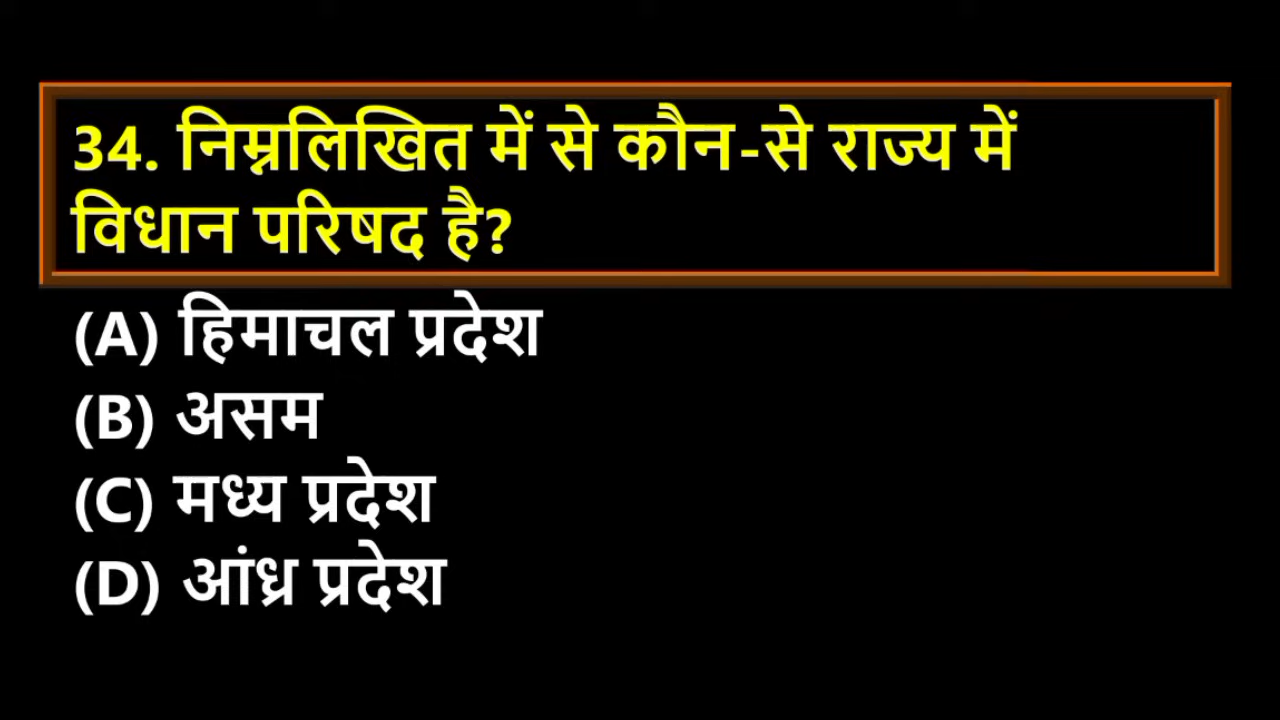 34. निम्नलिखित में से कौन-से राज्य में
विधान परिषद है?
(A) हिमाचल प्रदेश
(B) असम
(C) मध्य प्रदेश
(D) आंध्र प्रदेश